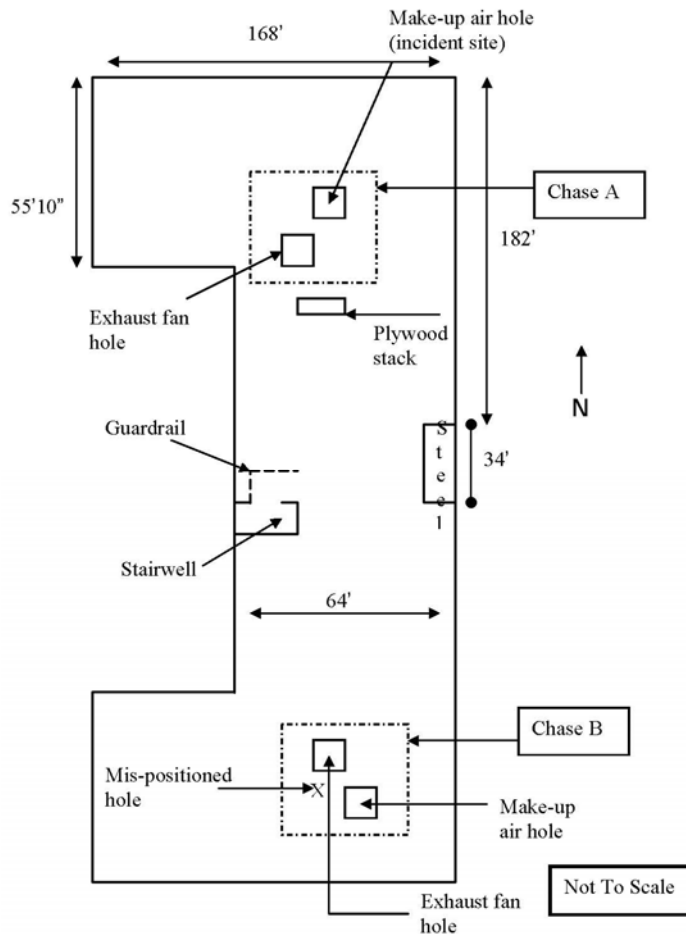 Make-up air hole
(incident site)
168'
55'10”
Chase A
182'
Exhaust fan
hole
Plywood
stack
N
Guardrail
Steel
34'
Stairwell
64'
Chase B
Mis-positioned
hole
X
Make-up
air hole
Exhaust fan
hole
Not To Scale